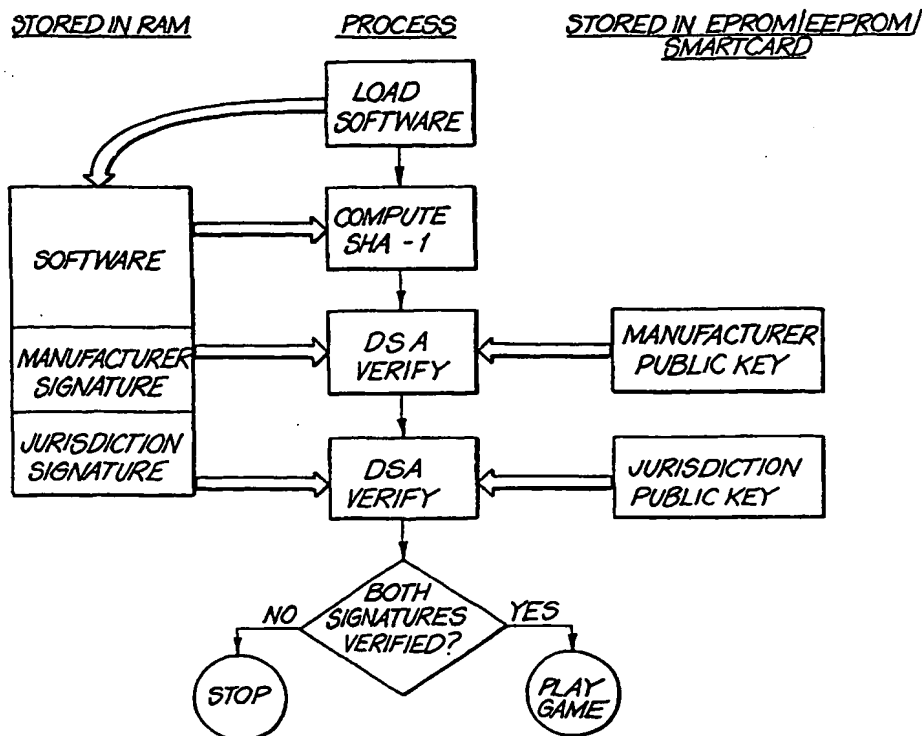 STORED IN RAM
PROCESS
STORED IN EPROM/EEPROM/
SMARTCARD
LOAD
SOFTWARE
SOFTWARE
COMPUTE
SHA - 1
MANUFACTURER
SIGNATURE
DSA
VERIFY
MANUFACTURER
PUBLIC KEY
JURISDICTION
SIGNATURE
DSA
VERIFY
JURISDICTION
PUBLIC KEY
BOTH
SIGNATURES
VERIFIED?
NO
YES
STOP
PLAY
GAME